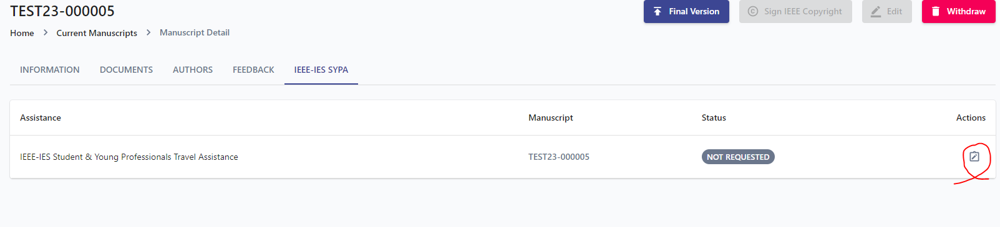 TEST23-000005
Final Version
Sign IEEE Copyright
Edit
Withdraw
Home > Current Manuscripts > Manuscript Detail
INFORMATION DOCUMENTS AUTHORS FEEDBACK IEEE-IES SYPA
Assistance Manuscript Status Actions
IEEE-IES Student & Young Professionals Travel Assistance TEST23-000005 NOT REQUESTED